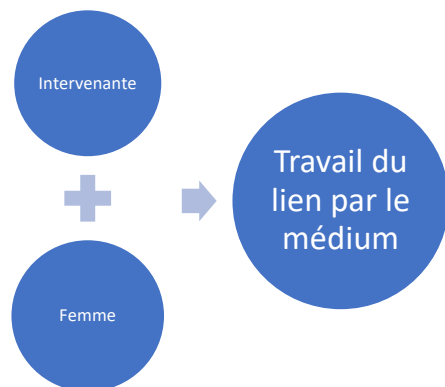 Intervenante
Femme
Travail du
lien par le
médium